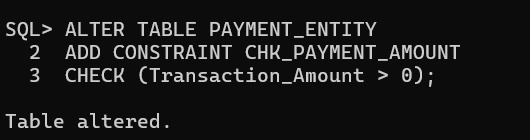 SQL> ALTER TABLE PAYMENT_ENTITY
2 ADD CONSTRAINT CHK_PAYMENT_AMOUNT
3 CHECK (Transaction_Amount > 0);
Table altered.